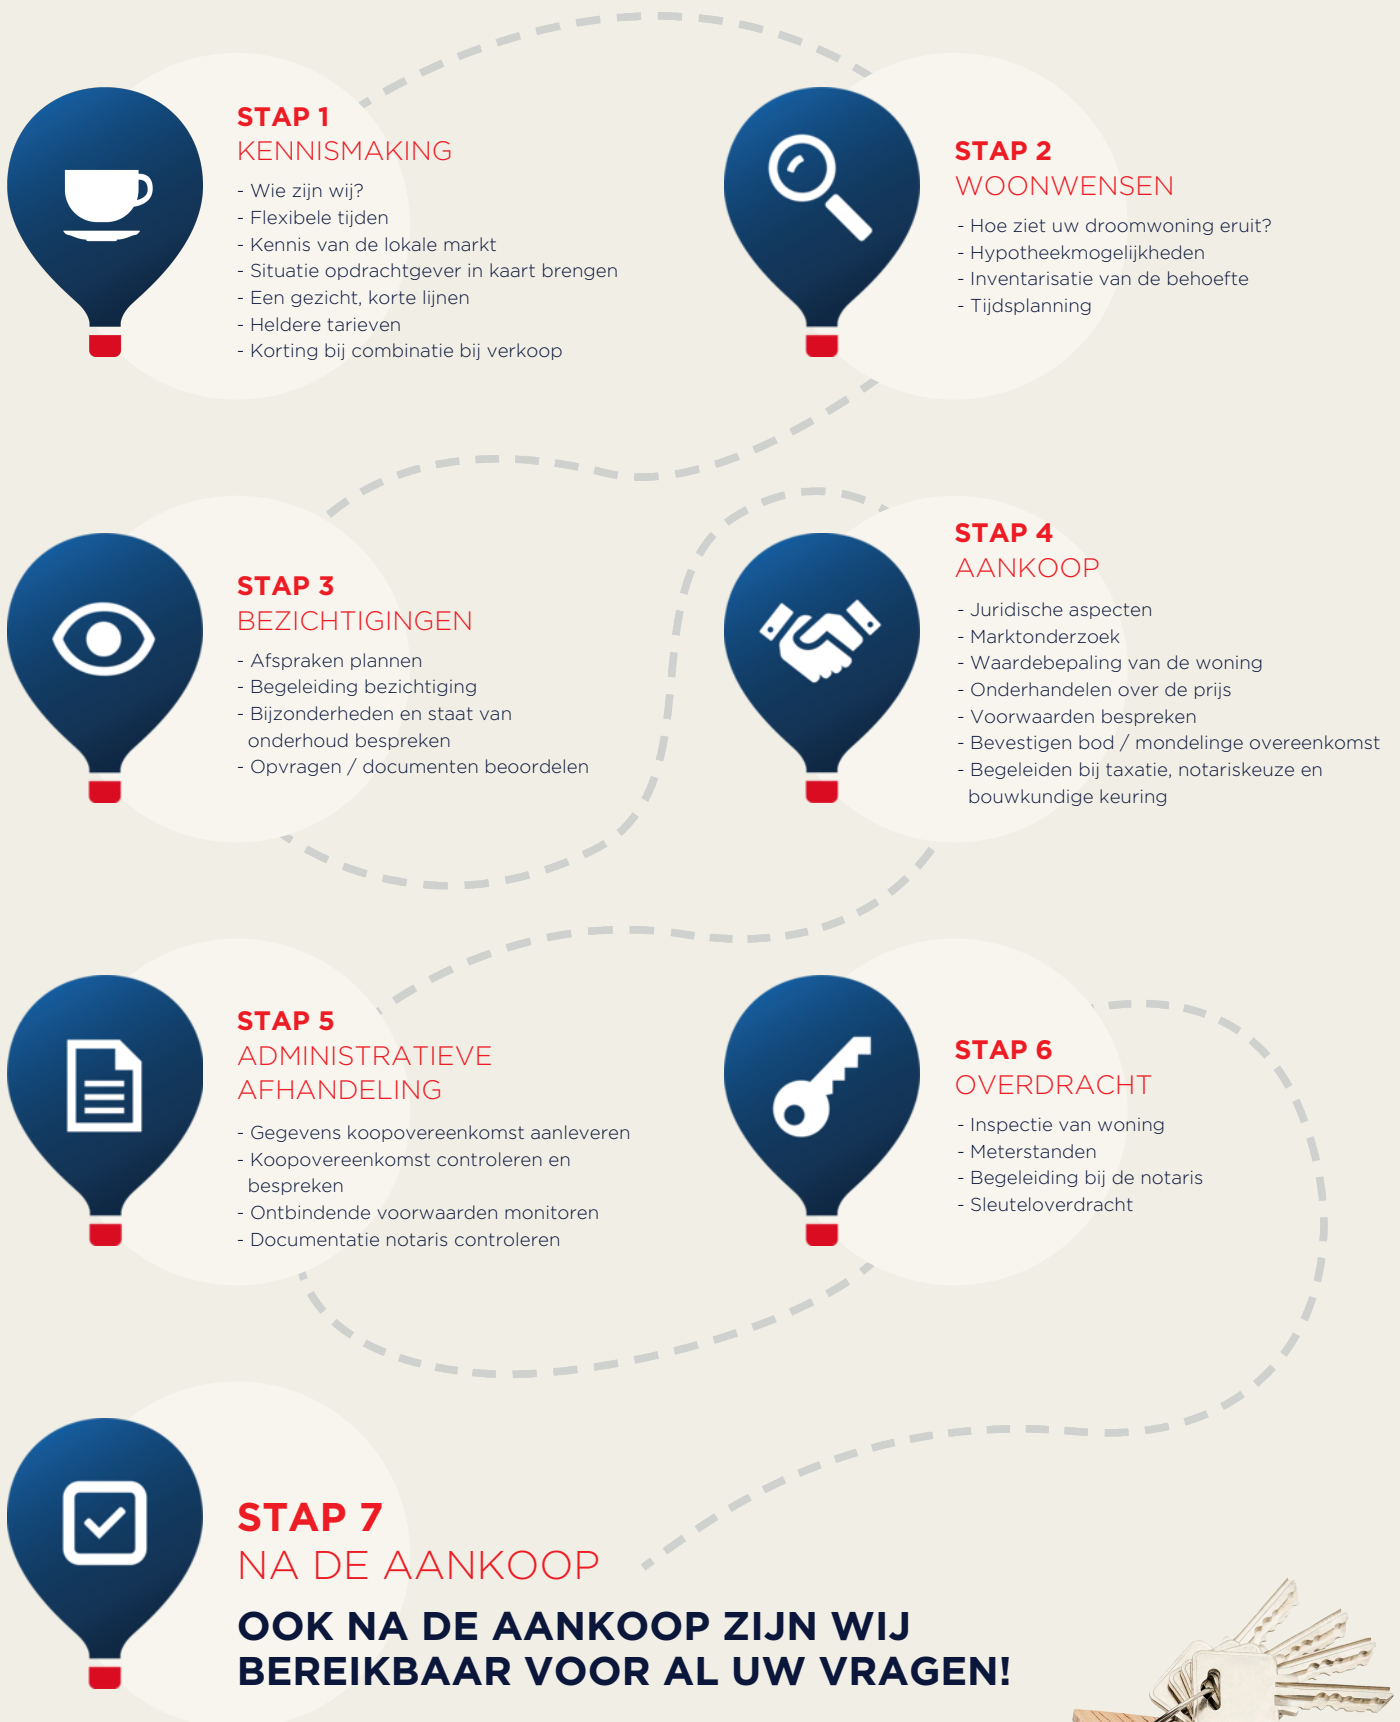 STAP 1
KENNISMAKING
- Wie zijn wij?
- Flexibele tijden
- Kennis van de lokale markt
- Situatie opdrachtgever in kaart brengen
- Een gezicht, korte lijnen
- Heldere tarieven
- Korting bij combinatie bij verkoop
STAP 2
WOONWENSEN
- Hoe ziet uw droomwoning eruit?
- Hypotheekmogelijkheden
- Inventarisatie van de behoefte
- Tijdsplanning
STAP 3
BEZICHTIGINGEN
- Afspraken plannen
- Begeleiding bezichtiging
- Bijzonderheden en staat van
onderhoud bespreken
- Opvragen / documenten beoordelen
STAP 4
AANKOOP
- Juridische aspecten
- Marktonderzoek
- Waardebepaling van de woning
- Onderhandelen over de prijs
- Voorwaarden bespreken
- Bevestigen bod / mondelinge overeenkomst
- Begeleiden bij taxatie, notariskeuze en
bouwkundige keuring
STAP 5
ADMINISTRATIEVE
AFHANDELING
- Gegevens koopovereenkomst aanleveren
- Koopovereenkomst controleren en
bespreken
- Ontbindende voorwaarden monitoren
- Documentatie notaris controleren
STAP 6
OVERDRACHT
- Inspectie van woning
- Meterstanden
- Begeleiding bij de notaris
- Sleuteloverdracht
STAP 7
NA DE AANKOOP
OOK NA DE AANKOOP ZIJN WIJ
BEREIKBAAR VOOR AL UW VRAGEN!